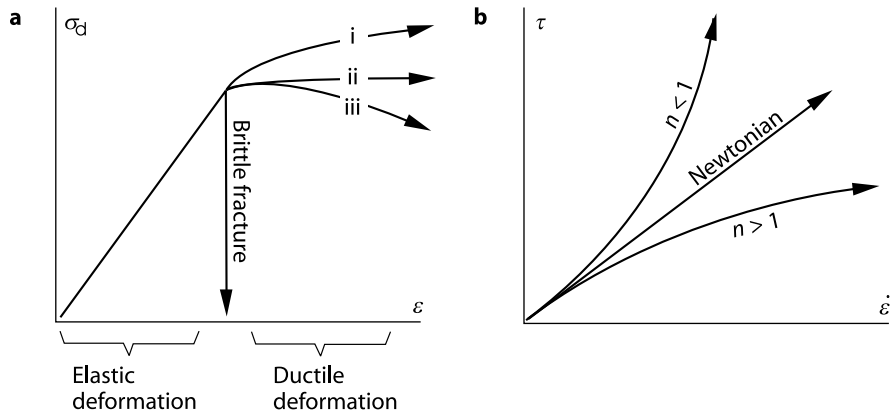 a
σd
i
ii
iii
Brittle fracture
ε
Elastic
deformation
Ductile
deformation
b
τ
n < 1
Newtonian
n > 1
ε̇